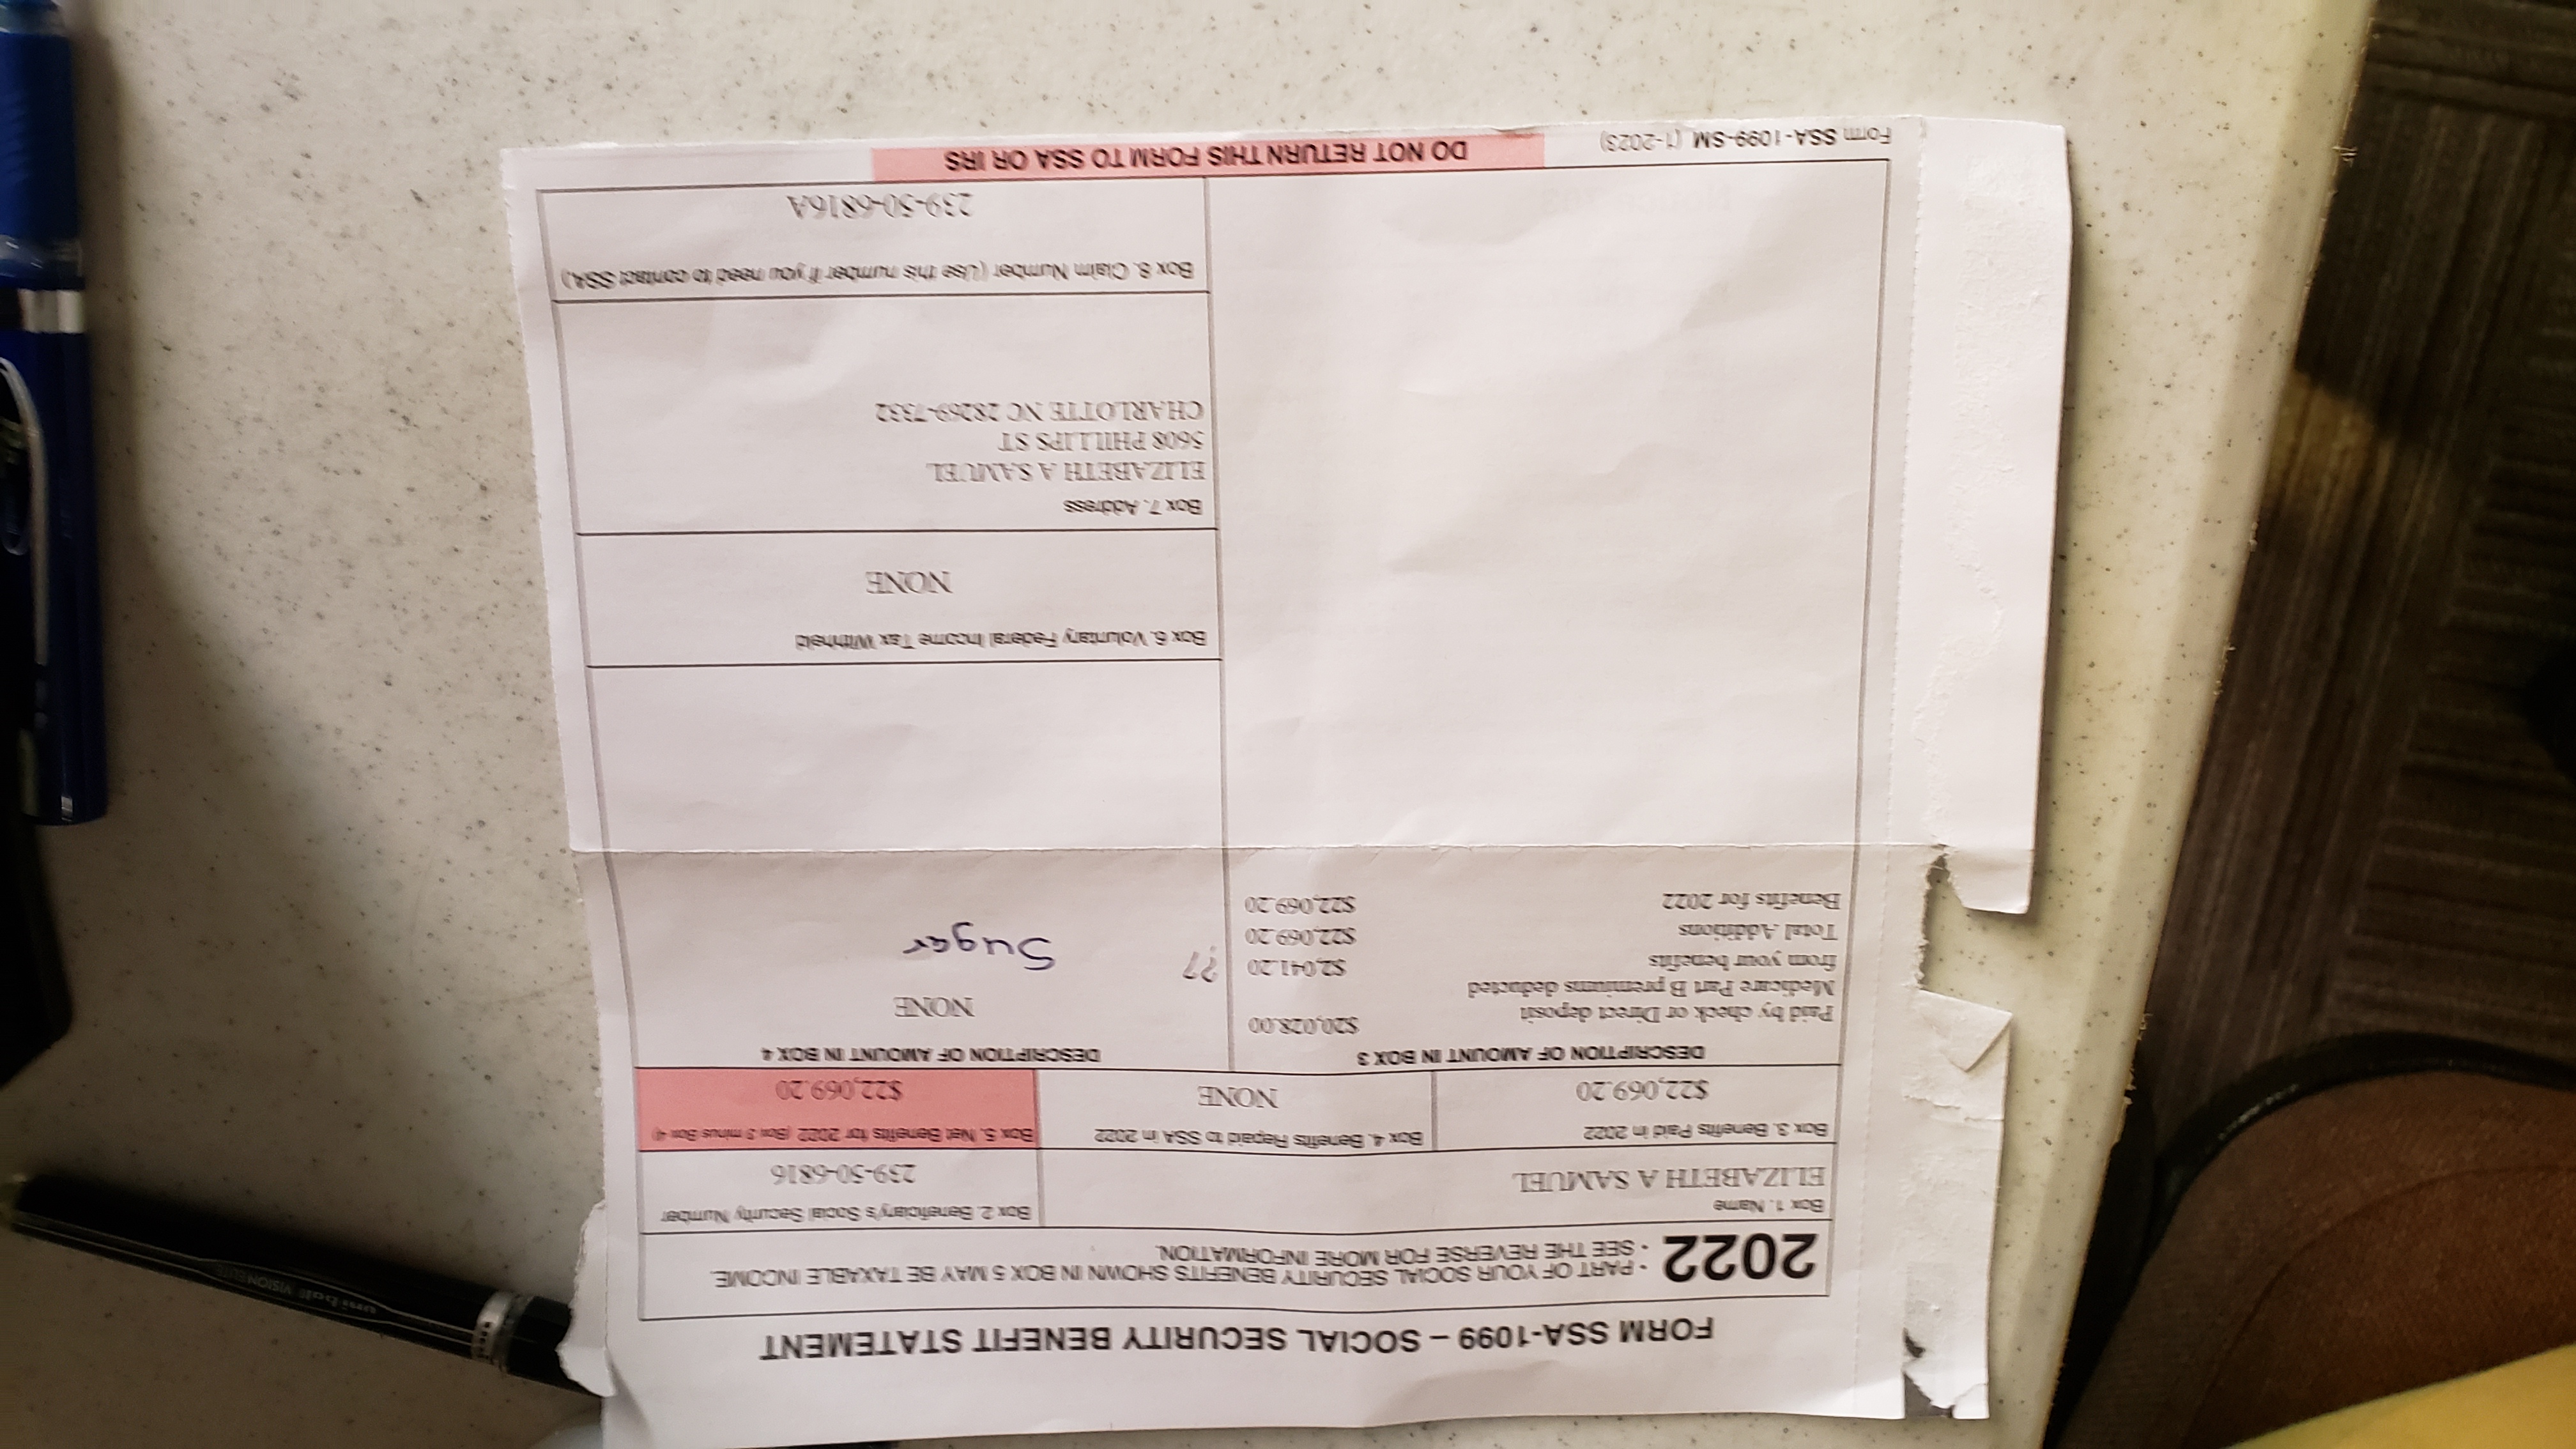 FORM SSA-1099 – SOCIAL SECURITY BENEFIT STATEMENT
2022
• PART OF YOUR SOCIAL SECURITY BENEFITS SHOWN IN BOX 5 MAY BE TAXABLE INCOME.
• SEE THE REVERSE FOR MORE INFORMATION.
Box 1. Name
ELIZABETH A SAMUEL
Box 2. Beneficiary's Social Security Number
239-50-6816
Box 3. Benefits Paid in 2022
$22,069.20
Box 4. Benefits Repaid to SSA in 2022
NONE
Box 5. Net Benefits for 2022 (Box 3 minus Box 4)
$22,069.20
DESCRIPTION OF AMOUNT IN BOX 3
Paid by check or Direct deposit $20,028.00
Medicare Part B premiums deducted
from your benefits $2,041.20
Total Additions $22,069.20
Benefits for 2022 $22,069.20
DESCRIPTION OF AMOUNT IN BOX 4
NONE
?? Sugar
Box 6. Voluntary Federal Income Tax Withheld
NONE
Box 7. Address
ELIZABETH A SAMUEL
5608 PHILLIPS ST
CHARLOTTE NC 28269-7332
Box 8. Claim Number (Use this number if you need to contact SSA.)
239-50-6816A
Form SSA-1099-SM (1-2023)
DO NOT RETURN THIS FORM TO SSA OR IRS
uni-ball VISION ELITE